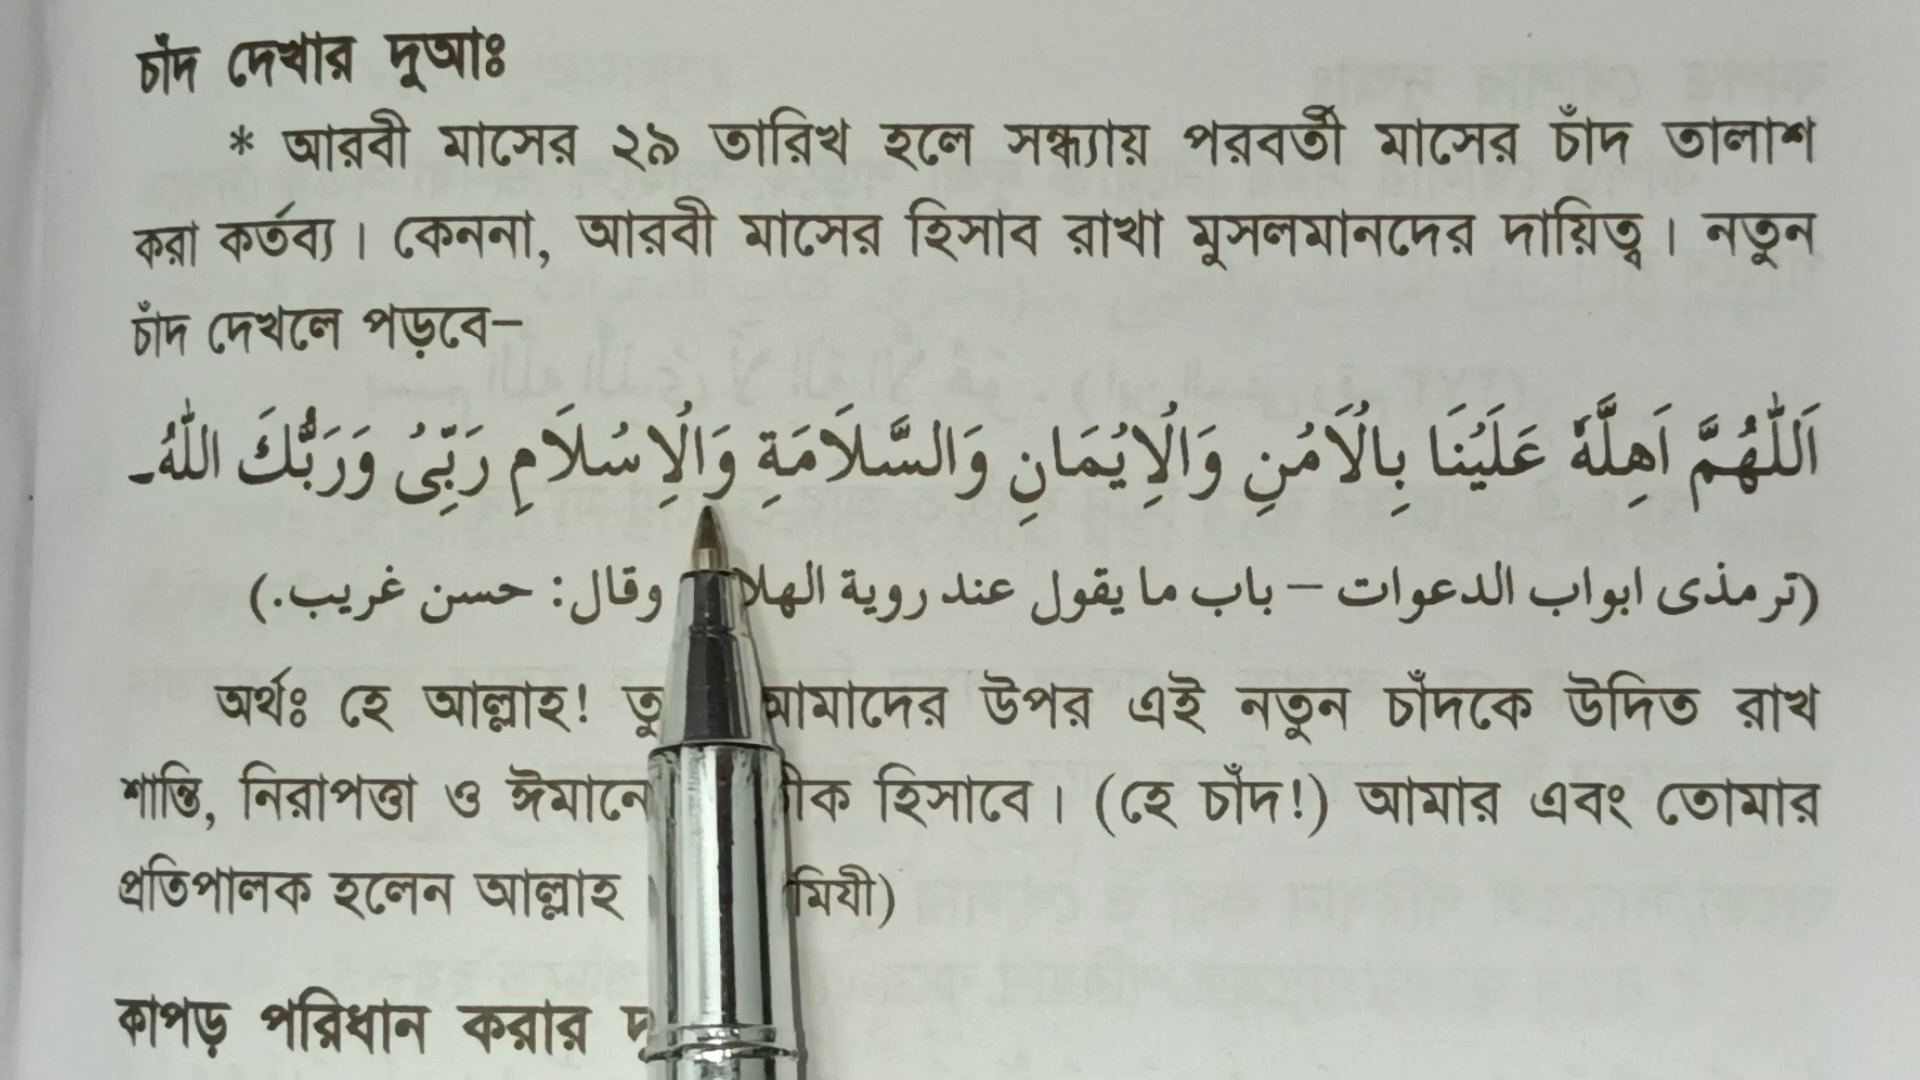 চাঁদ দেখার দুআঃ
* আরবী মাসের ২৯ তারিখ হলে সন্ধ্যায় পরবর্তী মাসের চাঁদ তালাশ
করা কর্তব্য। কেননা, আরবী মাসের হিসাব রাখা মুসলমানদের দায়িত্ব। নতুন
চাঁদ দেখলে পড়বে–
اَللّٰهُمَّ اَهِلَّهٗ عَلَيْنَا بِالْاَمْنِ وَالْاِيْمَانِ وَالسَّلَامَةِ وَالْاِسْلَامِ رَبِّىْ وَرَبُّكَ اللّٰهُ۔
(ترمذى ابواب الدعوات – باب ما يقول عند روية الهلا وقال: حسن غريب.)
অর্থঃ হে আল্লাহ! আমাদের উপর এই নতুন চাঁদকে উদিত রাখ
শান্তি, নিরাপত্তা ও হিসাবে। (হে চাঁদ!) আমার এবং তোমার
প্রতিপালক হলেন আল্লাহ
কাপড় পরিধান করার